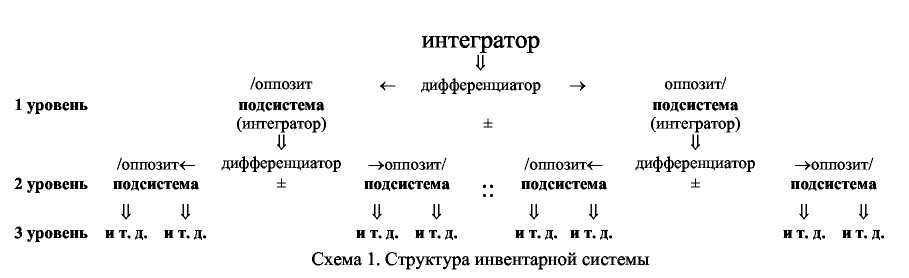 интегратор
⇓
/оппозит ← дифференциатор → оппозит/
1 уровень подсистема подсистема
(интегратор) ± (интегратор)
⇓ ⇓
/оппозит← дифференциатор →оппозит/ /оппозит← дифференциатор →оппозит/
2 уровень подсистема ± подсистема :: подсистема ± подсистема
⇓ ⇓ ⇓ ⇓ ⇓ ⇓ ⇓ ⇓
3 уровень и т. д. и т. д. и т. д. и т. д. и т. д. и т. д. и т. д. и т. д.
Схема 1. Структура инвентарной системы